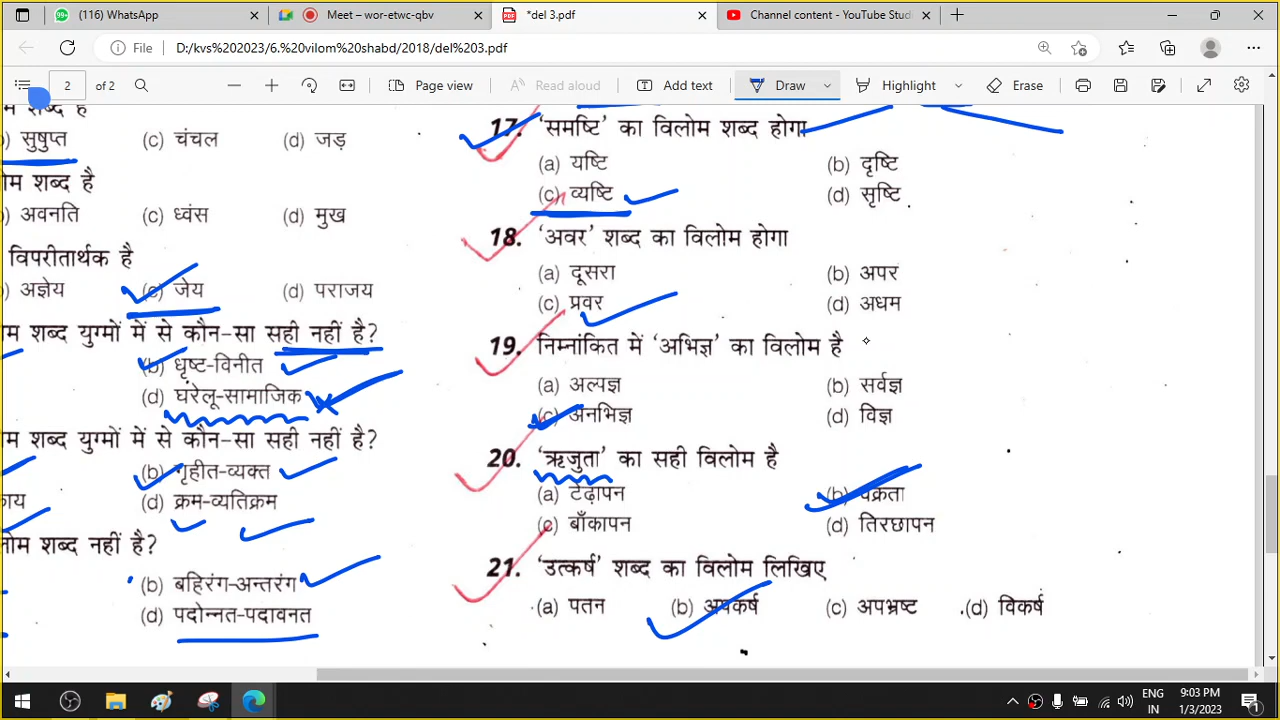 (116) WhatsApp
Meet – wor-etwc-qbv
*del 3.pdf
Channel content - YouTube Stud
File
D:/kvs%202023/6.%20vilom%20shabd/2018/del%203.pdf
2
of 2
Page view
Read aloud
Add text
Draw
Highlight
Erase
म शब्द है
) सुषुप्त (c) चंचल (d) जड़
ोम शब्द है
) अवनति (c) ध्वंस (d) मुख
विपरीतार्थक है
) अज्ञेय (c) जेय (d) पराजय
म शब्द युग्मों में से कौन-सा सही नहीं है?
(b) धृष्ट-विनीत
(d) घरेलू-सामाजिक
म शब्द युग्मों में से कौन-सा सही नहीं है?
(b) गृहीत-व्यक्त
काय (d) क्रम-व्यतिक्रम
लोम शब्द नहीं है?
(b) बहिरंग-अन्तरंग
(d) पदोन्नत-पदावनत
17. 'समष्टि' का विलोम शब्द होगा
(a) यष्टि (b) दृष्टि
(c) व्यष्टि (d) सृष्टि
18. 'अवर' शब्द का विलोम होगा
(a) दूसरा (b) अपर
(c) प्रवर (d) अधम
19. निम्नांकित में 'अभिज्ञ' का विलोम है
(a) अल्पज्ञ (b) सर्वज्ञ
(c) अनभिज्ञ (d) विज्ञ
20. 'ऋजुता' का सही विलोम है
(a) टेढ़ापन (b) वक्रता
(c) बाँकापन (d) तिरछापन
21. 'उत्कर्ष' शब्द का विलोम लिखिए
(a) पतन (b) अपकर्ष (c) अपभ्रष्ट (d) विकर्ष
ENG
IN
9:03 PM
1/3/2023
1